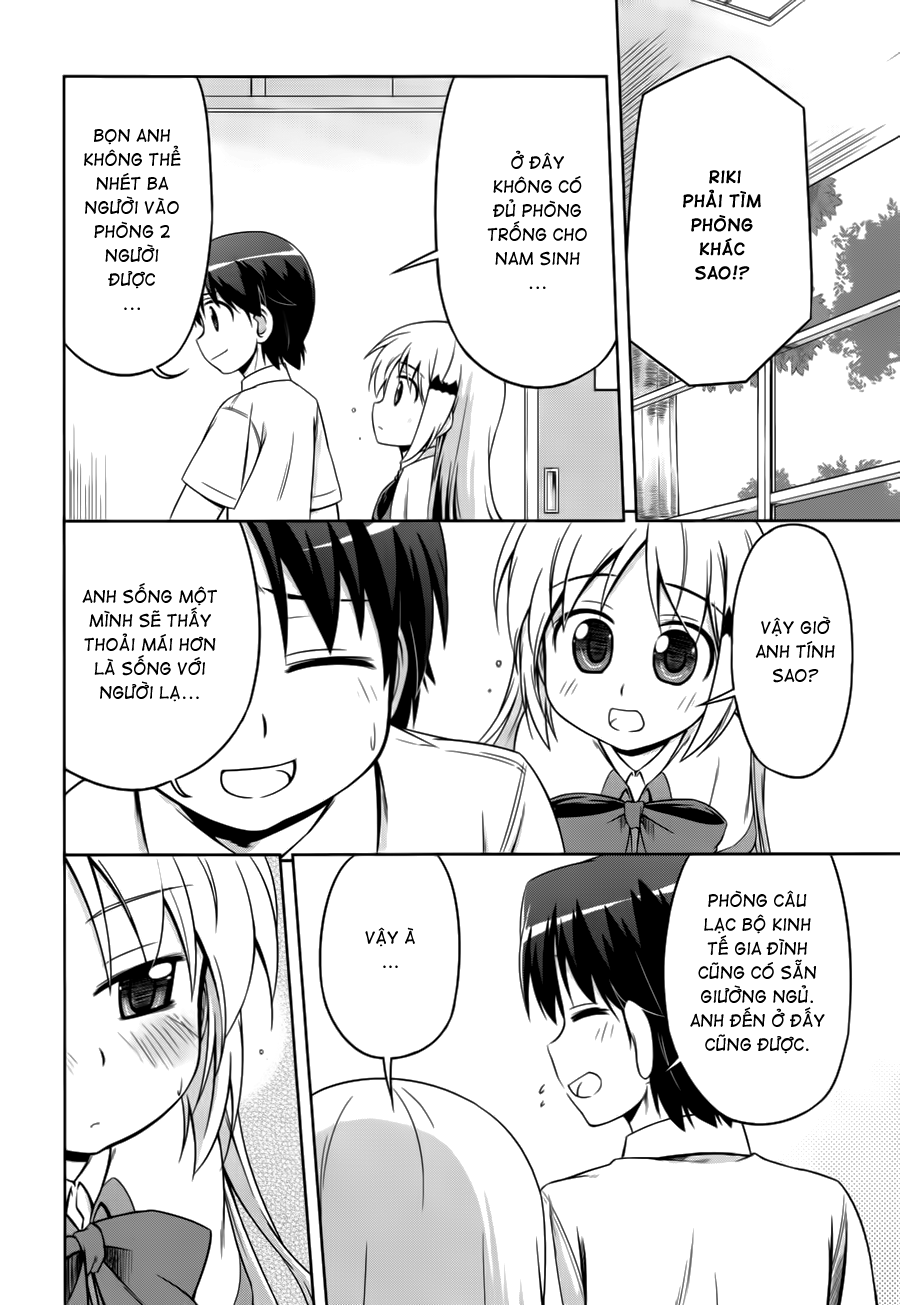 RIKI
PHẢI TÌM
PHÒNG
KHÁC
SAO!?
Ở ĐÂY
KHÔNG CÓ
ĐỦ PHÒNG
TRỐNG CHO
NAM SINH
...
BỌN ANH
KHÔNG THỂ
NHÉT BA
NGƯỜI VÀO
PHÒNG 2
NGƯỜI
ĐƯỢC
...
VẬY GIỜ
ANH TÍNH
SAO?
ANH SỐNG MỘT
MÌNH SẼ THẤY
THOẢI MÁI HƠN
LÀ SỐNG VỚI
NGƯỜI LẠ...
PHÒNG CÂU
LẠC BỘ KINH
TẾ GIA ĐÌNH
CŨNG CÓ SẴN
GIƯỜNG NGỦ.
ANH ĐẾN Ở ĐẤY
CŨNG ĐƯỢC.
VẬY À
...